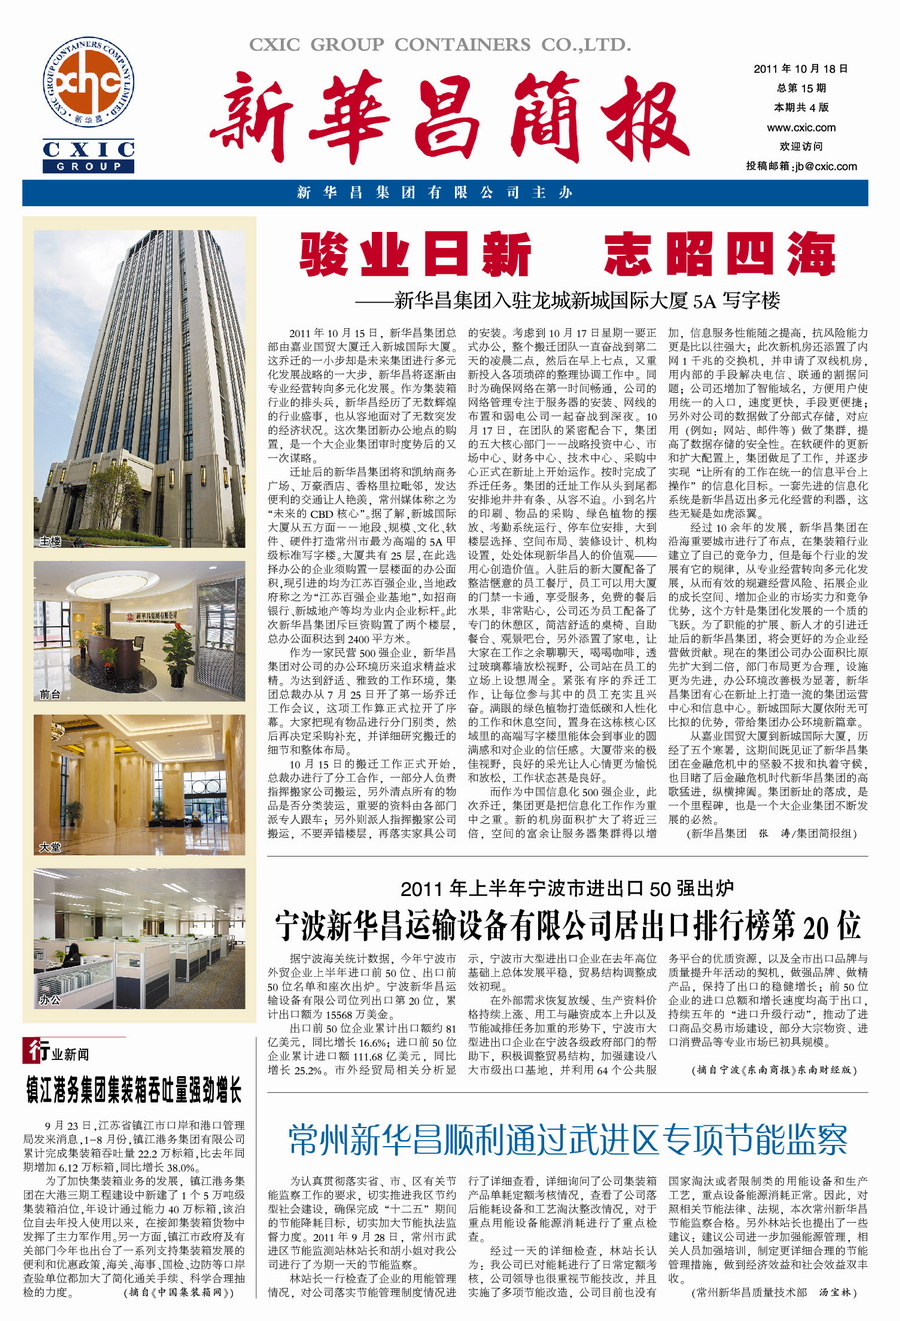 CXIC GROUP CONTAINERS CO.,LTD.
CXIC GROUP CONTAINERS COMPANY LIMITED
xhc
·新华昌·
CXIC
GROUP
新華昌簡报
2011 年 10 月 18 日
总第 15 期
本期共 4 版
www.cxic.com
欢迎访问
投稿邮箱:jb@cxic.com
新华昌集团有限公司主办
主楼
新华昌集团有限公司
前台
大堂
办公
骏业日新 志昭四海
——新华昌集团入驻龙城新城国际大厦 5A 写字楼
2011 年 10 月 15 日，新华昌集团总
部由嘉业国贸大厦迁入新城国际大厦。
这乔迁的一小步却是未来集团进行多元
化发展战略的一大步，新华昌将逐渐由
专业经营转向多元化发展。作为集装箱
行业的排头兵，新华昌经历了无数辉煌
的行业盛事，也从容地面对了无数突发
的经济状况。这次集团新办公地点的购
置，是一个大企业集团审时度势后的又
一次谋略。
迁址后的新华昌集团将和凯纳商务
广场、万豪酒店、香格里拉毗邻，发达
便利的交通让人艳羡，常州媒体称之为
“未来的 CBD 核心”。据了解,新城国际
大厦从五方面——地段、规模、文化、软
件、硬件打造常州市最为高端的 5A 甲
级标准写字楼。大厦共有 25 层,在此选
择办公的企业须购置一层楼面的办公面
积,现引进的均为江苏百强企业,当地政
府称之为“江苏百强企业基地”,如招商
银行、新城地产等均为业内企业标杆。此
次新华昌集团斥巨资购置了两个楼层，
总办公面积达到 2400 平方米。
作为一家民营 500 强企业，新华昌
集团对公司的办公环境历来追求精益求
精。为达到舒适、雅致的工作环境，集
团总裁办从 7 月 25 日开了第一场乔迁
工作会议，这项工作算正式拉开了序
幕。大家把现有物品进行分门别类，然
后再决定采购补充，并详细研究搬迁的
细节和整体布局。
10 月 15 日的搬迁工作正式开始，
总裁办进行了分工合作，一部分人负责
指挥搬家公司搬运，另外清点所有的物
品是否分类装运，重要的资料由各部门
派专人跟车；另外则派人指挥搬家公司
搬运，不要弄错楼层，再落实家具公司
的安装。考虑到 10 月 17 日星期一要正
式办公，整个搬迁团队一直奋战到第二
天的凌晨二点，然后在早上七点，又重
新投入各项琐碎的整理协调工作中。同
时为确保网络在第一时间畅通，公司的
网络管理专注于服务器的安装、网线的
布置和弱电公司一起奋战到深夜。10
月 17 日，在团队的紧密配合下，集团
的五大核心部门——战略投资中心、市
场中心、财务中心、技术中心、采购中
心正式在新址上开始运作。按时完成了
乔迁任务。集团的迁址工作从头到尾都
安排地井井有条、从容不迫。小到名片
的印刷、物品的采购、绿色植物的摆
放、考勤系统运行、停车位安排，大到
楼层选择、空间布局、装修设计、机构
设置，处处体现新华昌人的价值观——
用心创造价值。入驻后的新大厦配备了
整洁惬意的员工餐厅，员工可以用大厦
的门禁一卡通，享受服务，免费的餐后
水果，非常贴心，公司还为员工配备了
专门的休憩区，简洁舒适的桌椅、自助
餐台、观景吧台，另外添置了家电，让
大家在工作之余聊聊天，喝喝咖啡，透
过玻璃幕墙放松视野，公司站在员工的
立场上设想周全。紧张有序的乔迁工
作，让每位参与其中的员工充实且兴
奋。满眼的绿色植物打造低碳和人性化
的工作和休息空间，置身在这栋核心区
域里的高端写字楼里能体会到事业的圆
满感和对企业的信任感。大厦带来的极
佳视野，良好的采光让人心情更为愉悦
和放松，工作状态甚是良好。
而作为中国信息化 500 强企业，此
次乔迁，集团更是把信息化工作作为重
中之重。新的机房面积扩大了将近三
倍，空间的富余让服务器集群得以增
加，信息服务性能随之提高，抗风险能力
更是比以往强大；此次新机房还添置了内
网 1 千兆的交换机，并申请了双线机房，
用内部的手段解决电信、联通的割据问
题；公司还增加了智能域名，方便用户使
用统一的入口，速度更快，手段更便捷；
另外对公司的数据做了分部式存储，对应
用（例如：网站、邮件等）做了集群，提
高了数据存储的安全性。在软硬件的更新
和扩大配置上，集团做足了工作，并逐步
实现“让所有的工作在统一的信息平台上
操作”的信息化目标。一套先进的信息化
系统是新华昌迈出多元化经营的利器，这
些无疑是如虎添翼。
经过 10 余年的发展，新华昌集团在
沿海重要城市进行了布点，在集装箱行业
建立了自己的竞争力，但是每个行业的发
展有它的规律，从专业经营转向多元化发
展，从而有效的规避经营风险、拓展企业
的成长空间、增加企业的市场实力和竞争
优势，这个方针是集团化发展的一个质的
飞跃。为了职能的扩展、新人才的引进迁
址后的新华昌集团，将会更好的为企业经
营做贡献。现在的集团公司办公面积比原
先扩大到二倍，部门布局更为合理，设施
更为先进，办公环境改善极为显著，新华
昌集团有心在新址上打造一流的集团运营
中心和信息中心。新城国际大厦依附无可
比拟的优势，带给集团办公环境新篇章。
从嘉业国贸大厦到新城国际大厦，历
经了五个寒暑，这期间既见证了新华昌集
团在金融危机中的坚毅不拔和执着守候，
也目睹了后金融危机时代新华昌集团的高
歌猛进，纵横捭阖。集团新址的落成，是
一个里程碑，也是一个大企业集团不断发
展的必然。
(新华昌集团 张 涛/集团简报组)
2011 年上半年宁波市进出口 50 强出炉
宁波新华昌运输设备有限公司居出口排行榜第 20 位
据宁波海关统计数据，今年宁波市
外贸企业上半年进口前 50 位、出口前
50 位名单和座次出炉。宁波新华昌运
输设备有限公司位列出口第 20 位，累
计出口额为 15568 万美金。
出口前 50 位企业累计出口额约 81
亿美元，同比增长 16.6%；进口前 50 位
企业累计进口额 111.68 亿美元，同比
增长 25.2%。市外经贸局相关分析显
示，宁波市大型进出口企业在去年高位
基础上总体发展平稳，贸易结构调整成
效初现。
在外部需求恢复放缓、生产资料价
格持续上涨、用工与融资成本上升以及
节能减排任务加重的形势下，宁波市大
型进出口企业在宁波各级政府部门的帮
助下，积极调整贸易结构，加强建设八
大市级出口基地，并利用 64 个公共服
务平台的优质资源，以及全市出口品牌与
质量提升年活动的契机，做强品牌、做精
产品，保持了出口的稳健增长；前 50 位
企业的进口总额和增长速度均高于出口，
持续五年的“进口升级行动”，推动了进
口商品交易市场建设，部分大宗物资、进
口消费品等专业市场已初具规模。
(摘自宁波《东南商报》东南财经版)
行业新闻
镇江港务集团集装箱吞吐量强劲增长
9 月 23 日,江苏省镇江市口岸和港口管理
局发来消息,1-8 月份,镇江港务集团有限公司
累计完成集装箱吞吐量 22.2 万标箱,比去年同
期增加 6.12 万标箱,同比增长 38.0%。
为了加快集装箱业务的发展，镇江港务集
团在大港三期工程建设中新建了 1 个 5 万吨级
集装箱泊位,年设计通过能力 40 万标箱,该泊
位自去年投入使用以来，在接卸集装箱货物中
发挥了主力军作用。另一方面,镇江市政府及有
关部门今年也出台了一系列支持集装箱发展的
便利和优惠政策,海关、海事、国检、边防等口岸
查验单位都加大了简化通关手续、科学合理抽
检的力度。 (摘自《中国集装箱网》)
常州新华昌顺利通过武进区专项节能监察
为认真贯彻落实省、市、区有关节
能监察工作的要求，切实推进我区节约
型社会建设，确保完成“十二五”期间
的节能降耗目标，切实加大节能执法监
督力度。2011 年 9 月 28 日，常州市武
进区节能监测站林站长和胡小姐对我公
司进行了为期一天的节能监察。
林站长一行检查了企业的用能管理
情况，对公司落实节能管理制度情况进
行了详细查看，详细询问了公司集装箱
产品单耗定额考核情况，查看了公司落
后能耗设备和工艺淘汰整改情况，对于
重点用能设备能源消耗进行了重点检
查。
经过一天的详细检查，林站长认
为：我公司已对能耗进行了日常定额考
核，公司领导也很重视节能技改，并且
实施了多项节能改造，公司目前也没有
国家淘汰或者限制类的用能设备和生产
工艺，重点设备能源消耗正常。因此，对
照相关节能法律、法规，本次常州新华昌
节能监察合格。另外林站长也提出了一些
建议：建议公司进一步加强能源管理，相
关人员加强培训，制定更详细合理的节能
管理措施，做到经济效益和社会效益双丰
收。
(常州新华昌质量技术部 汤宝林)